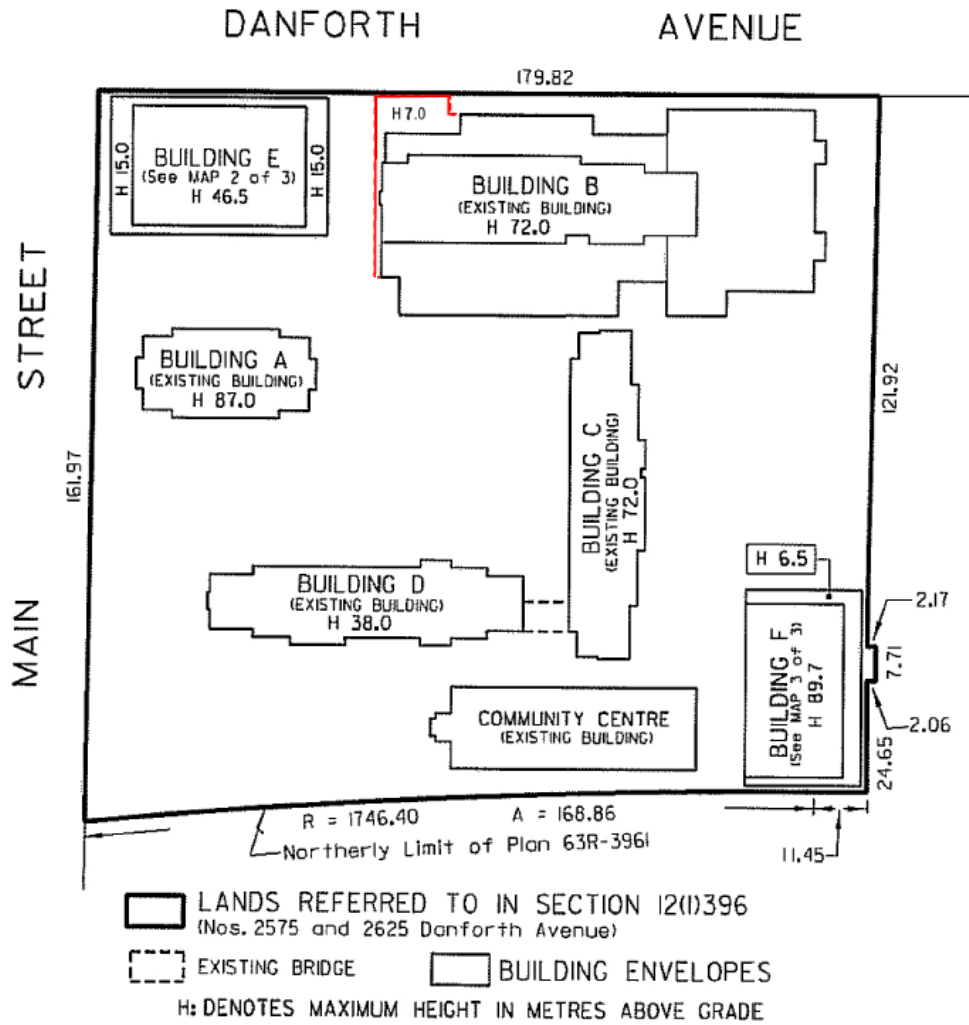 DANFORTH AVENUE
179.82
H 15.0
BUILDING E
(See MAP 2 of 3)
H 46.5
H 15.0
H 7.0
BUILDING B
(EXISTING BUILDING)
H 72.0
MAIN STREET
161.97
BUILDING A
(EXISTING BUILDING)
H 87.0
BUILDING C
(EXISTING BUILDING)
H 72.0
121.92
BUILDING D
(EXISTING BUILDING)
H 38.0
H 6.5
BUILDING F
(See MAP 3 of 3)
H 89.7
2.17
7.71
2.06
24.65
COMMUNITY CENTRE
(EXISTING BUILDING)
R = 1746.40 A = 168.86
11.45
Northerly Limit of Plan 63R-3961
LANDS REFERRED TO IN SECTION 12(1)396
(Nos. 2575 and 2625 Danforth Avenue)
EXISTING BRIDGE
BUILDING ENVELOPES
H: DENOTES MAXIMUM HEIGHT IN METRES ABOVE GRADE